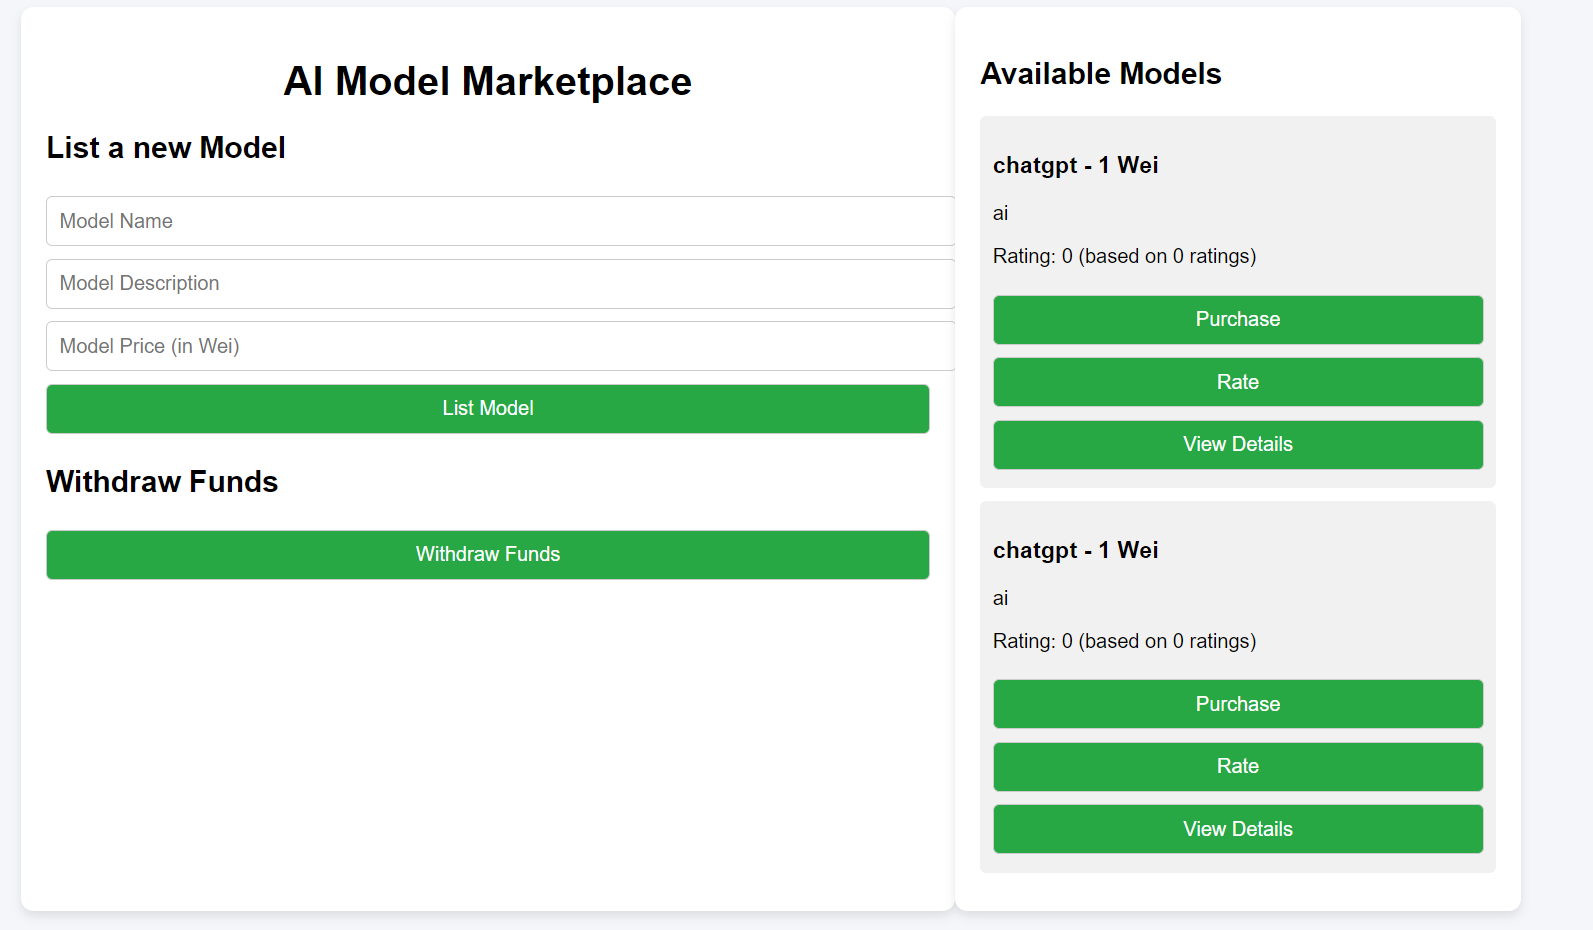 AI Model Marketplace
List a new Model
Model Name
Model Description
Model Price (in Wei)
List Model
Withdraw Funds
Withdraw Funds
Available Models
chatgpt - 1 Wei
ai
Rating: 0 (based on 0 ratings)
Purchase
Rate
View Details
chatgpt - 1 Wei
ai
Rating: 0 (based on 0 ratings)
Purchase
Rate
View Details